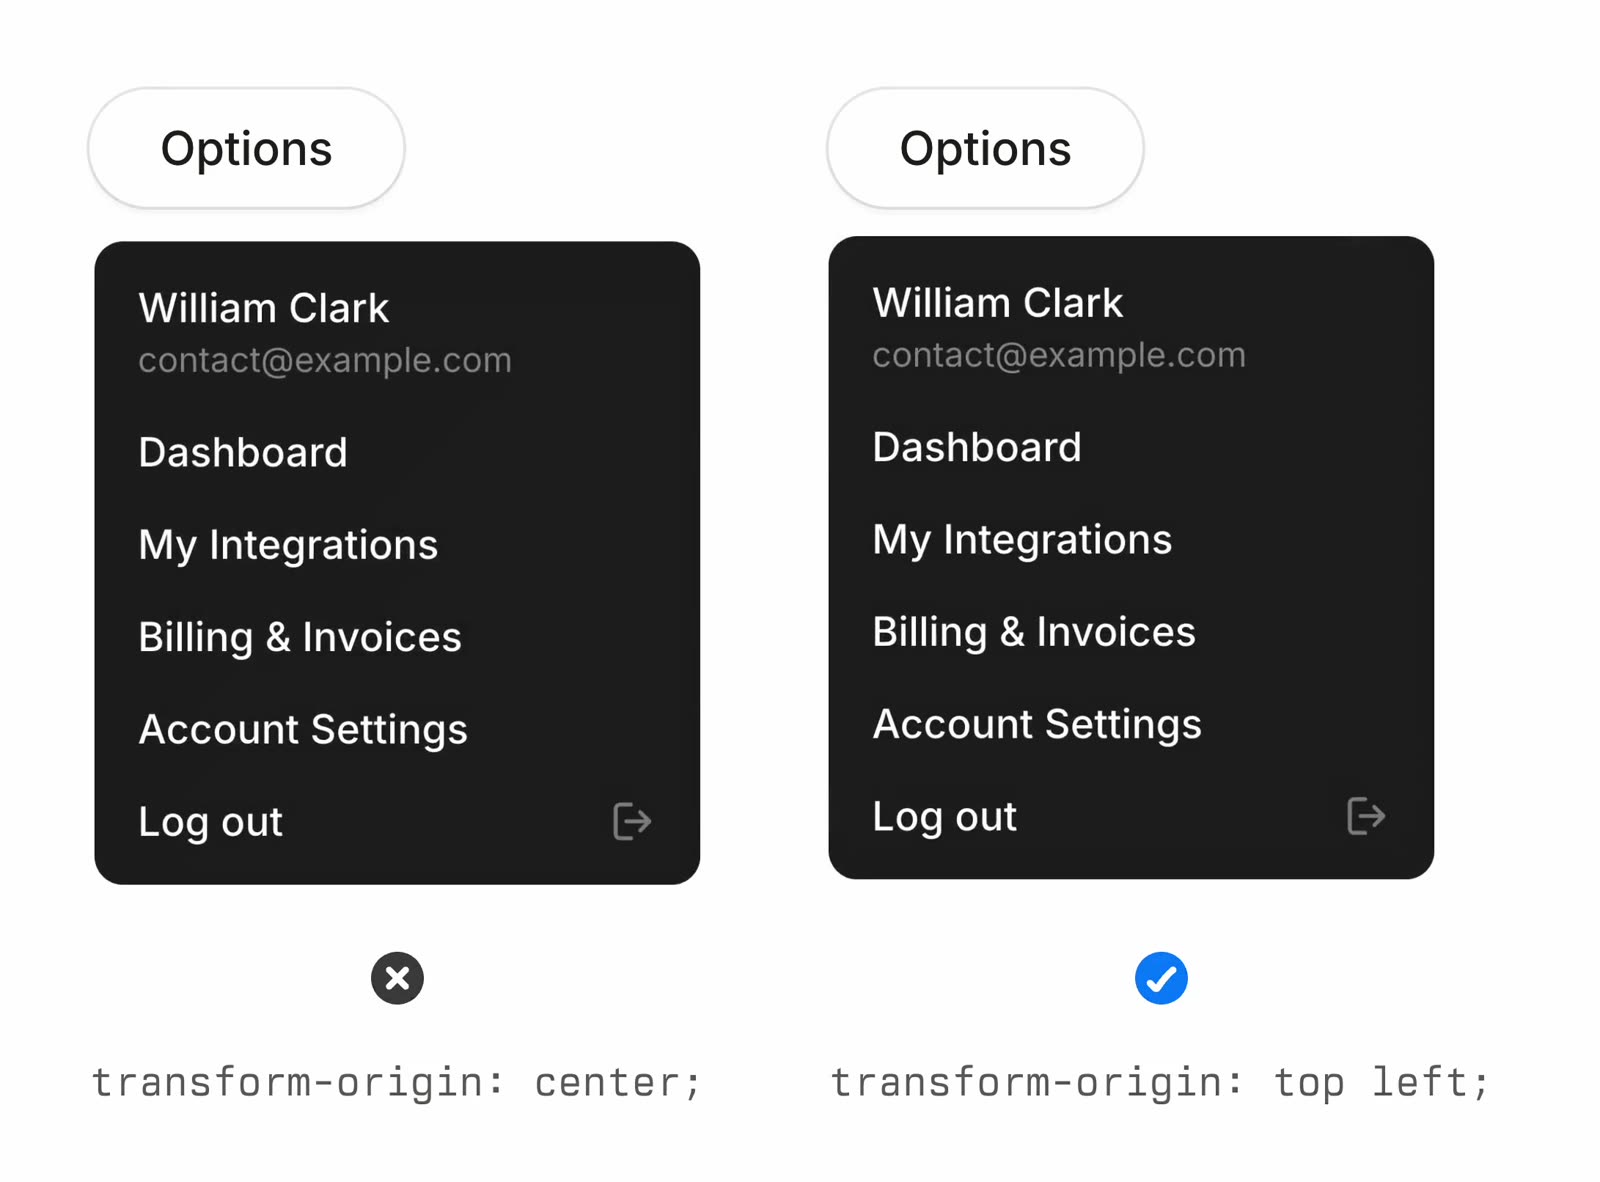 Options
William Clark
contact@example.com
Dashboard
My Integrations
Billing & Invoices
Account Settings
Log out
transform-origin: center;
Options
William Clark
contact@example.com
Dashboard
My Integrations
Billing & Invoices
Account Settings
Log out
transform-origin: top left;